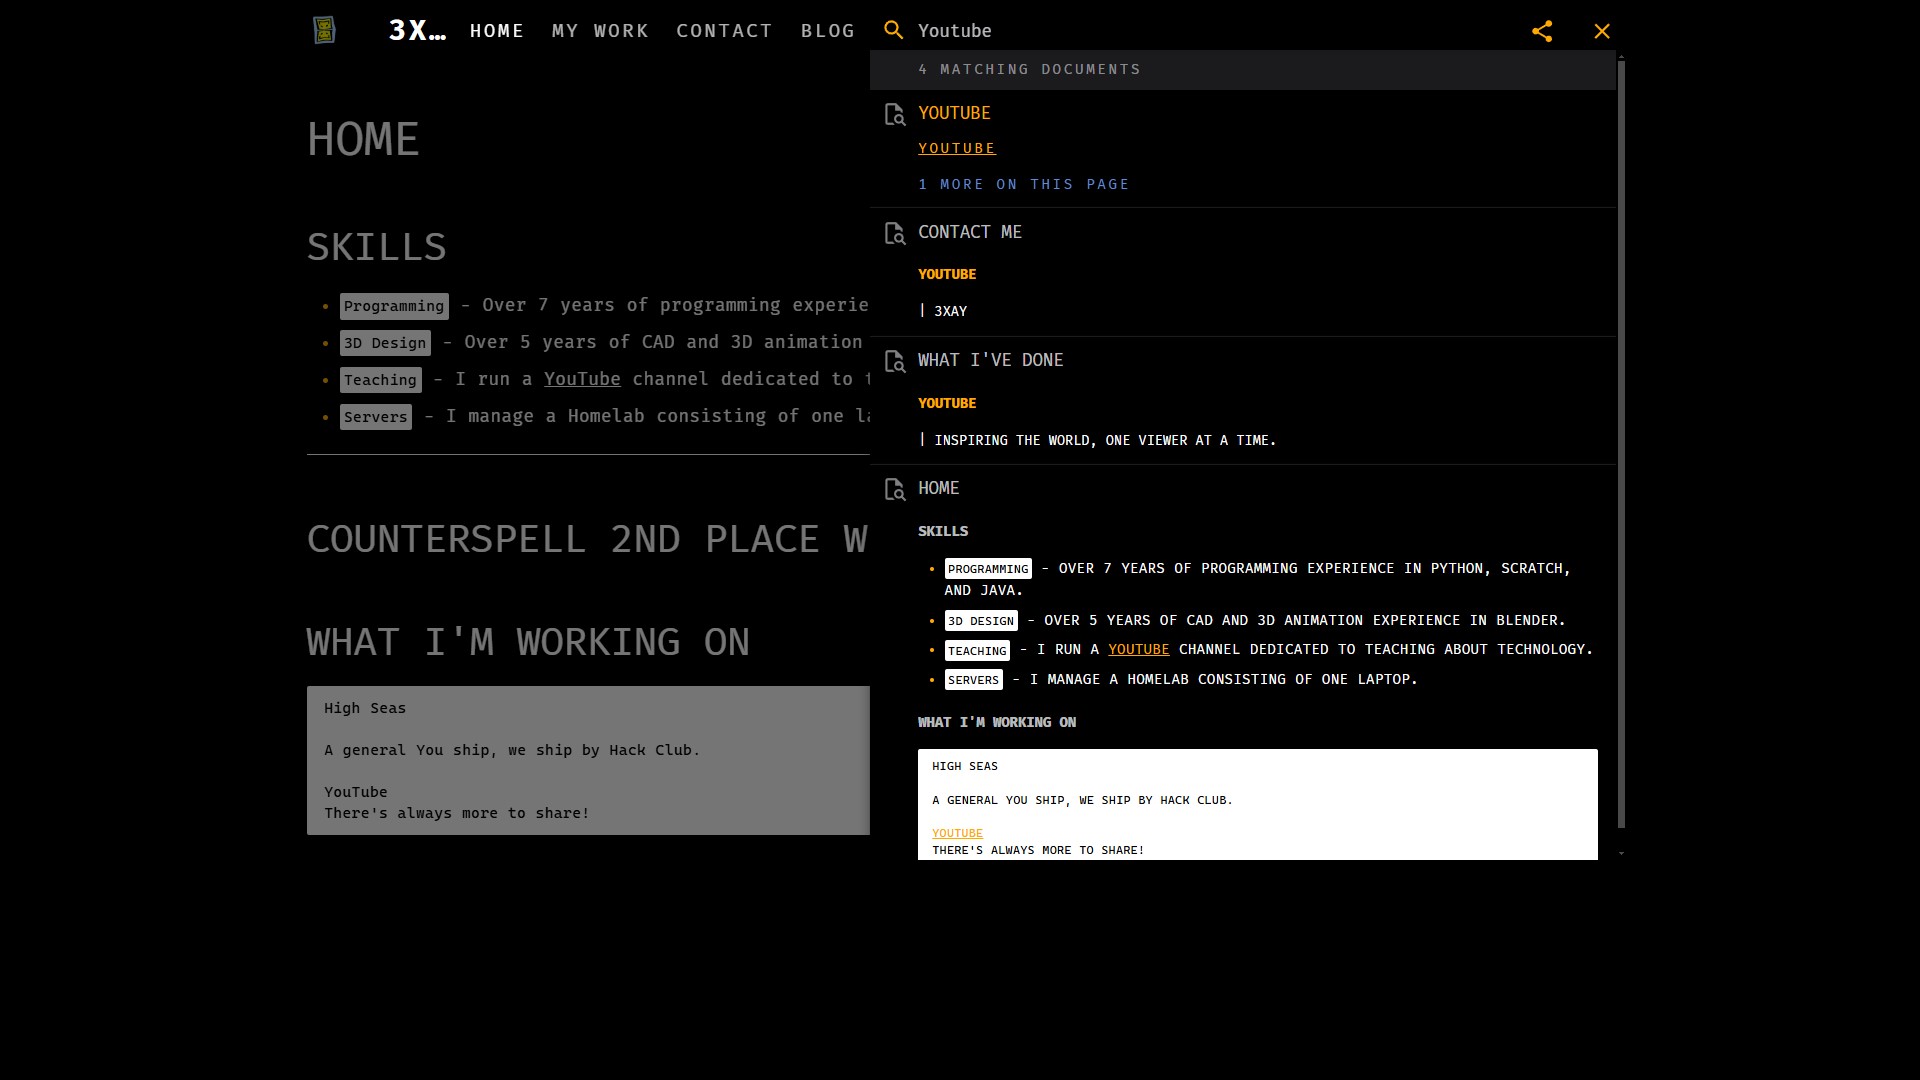 3X…
HOME
MY WORK
CONTACT
BLOG
HOME
SKILLS
Programming - Over 7 years of programming experie
3D Design - Over 5 years of CAD and 3D animation
Teaching - I run a YouTube channel dedicated to t
Servers - I manage a Homelab consisting of one la
COUNTERSPELL 2ND PLACE W
WHAT I'M WORKING ON
High Seas
A general You ship, we ship by Hack Club.
YouTube
There's always more to share!
Youtube
4 MATCHING DOCUMENTS
YOUTUBE
YOUTUBE
1 MORE ON THIS PAGE
CONTACT ME
YOUTUBE
| 3XAY
WHAT I'VE DONE
YOUTUBE
| INSPIRING THE WORLD, ONE VIEWER AT A TIME.
HOME
SKILLS
PROGRAMMING - OVER 7 YEARS OF PROGRAMMING EXPERIENCE IN PYTHON, SCRATCH,
AND JAVA.
3D DESIGN - OVER 5 YEARS OF CAD AND 3D ANIMATION EXPERIENCE IN BLENDER.
TEACHING - I RUN A YOUTUBE CHANNEL DEDICATED TO TEACHING ABOUT TECHNOLOGY.
SERVERS - I MANAGE A HOMELAB CONSISTING OF ONE LAPTOP.
WHAT I'M WORKING ON
HIGH SEAS
A GENERAL YOU SHIP, WE SHIP BY HACK CLUB.
YOUTUBE
THERE'S ALWAYS MORE TO SHARE!